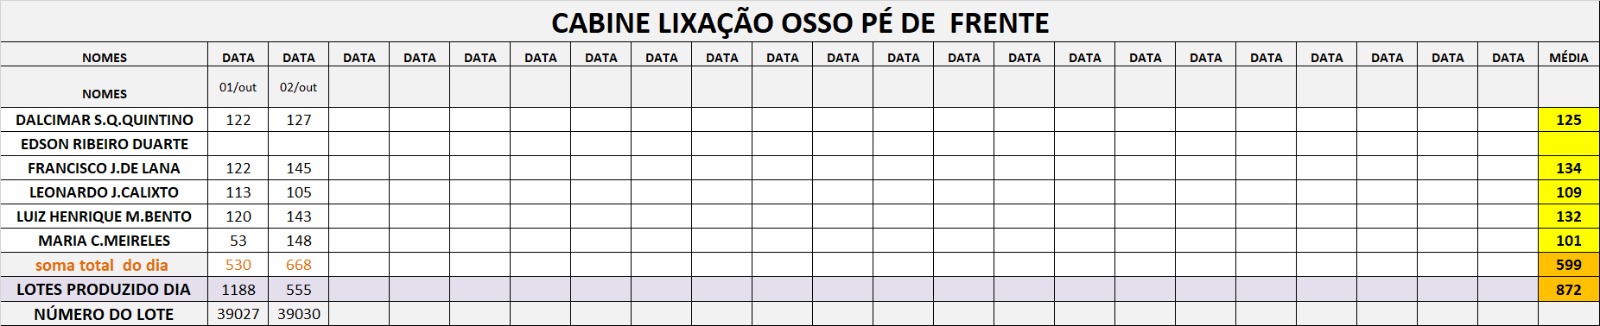 CABINE LIXAÇÃO OSSO PÉ DE FRENTE
NOMES DATA DATA DATA DATA DATA DATA DATA DATA DATA DATA DATA DATA DATA DATA DATA DATA DATA DATA DATA DATA DATA DATA MÉDIA
NOMES 01/out 02/out
DALCIMAR S.Q.QUINTINO 122 127 125
EDSON RIBEIRO DUARTE
FRANCISCO J.DE LANA 122 145 134
LEONARDO J.CALIXTO 113 105 109
LUIZ HENRIQUE M.BENTO 120 143 132
MARIA C.MEIRELES 53 148 101
soma total do dia 530 668 599
LOTES PRODUZIDO DIA 1188 555 872
NÚMERO DO LOTE 39027 39030